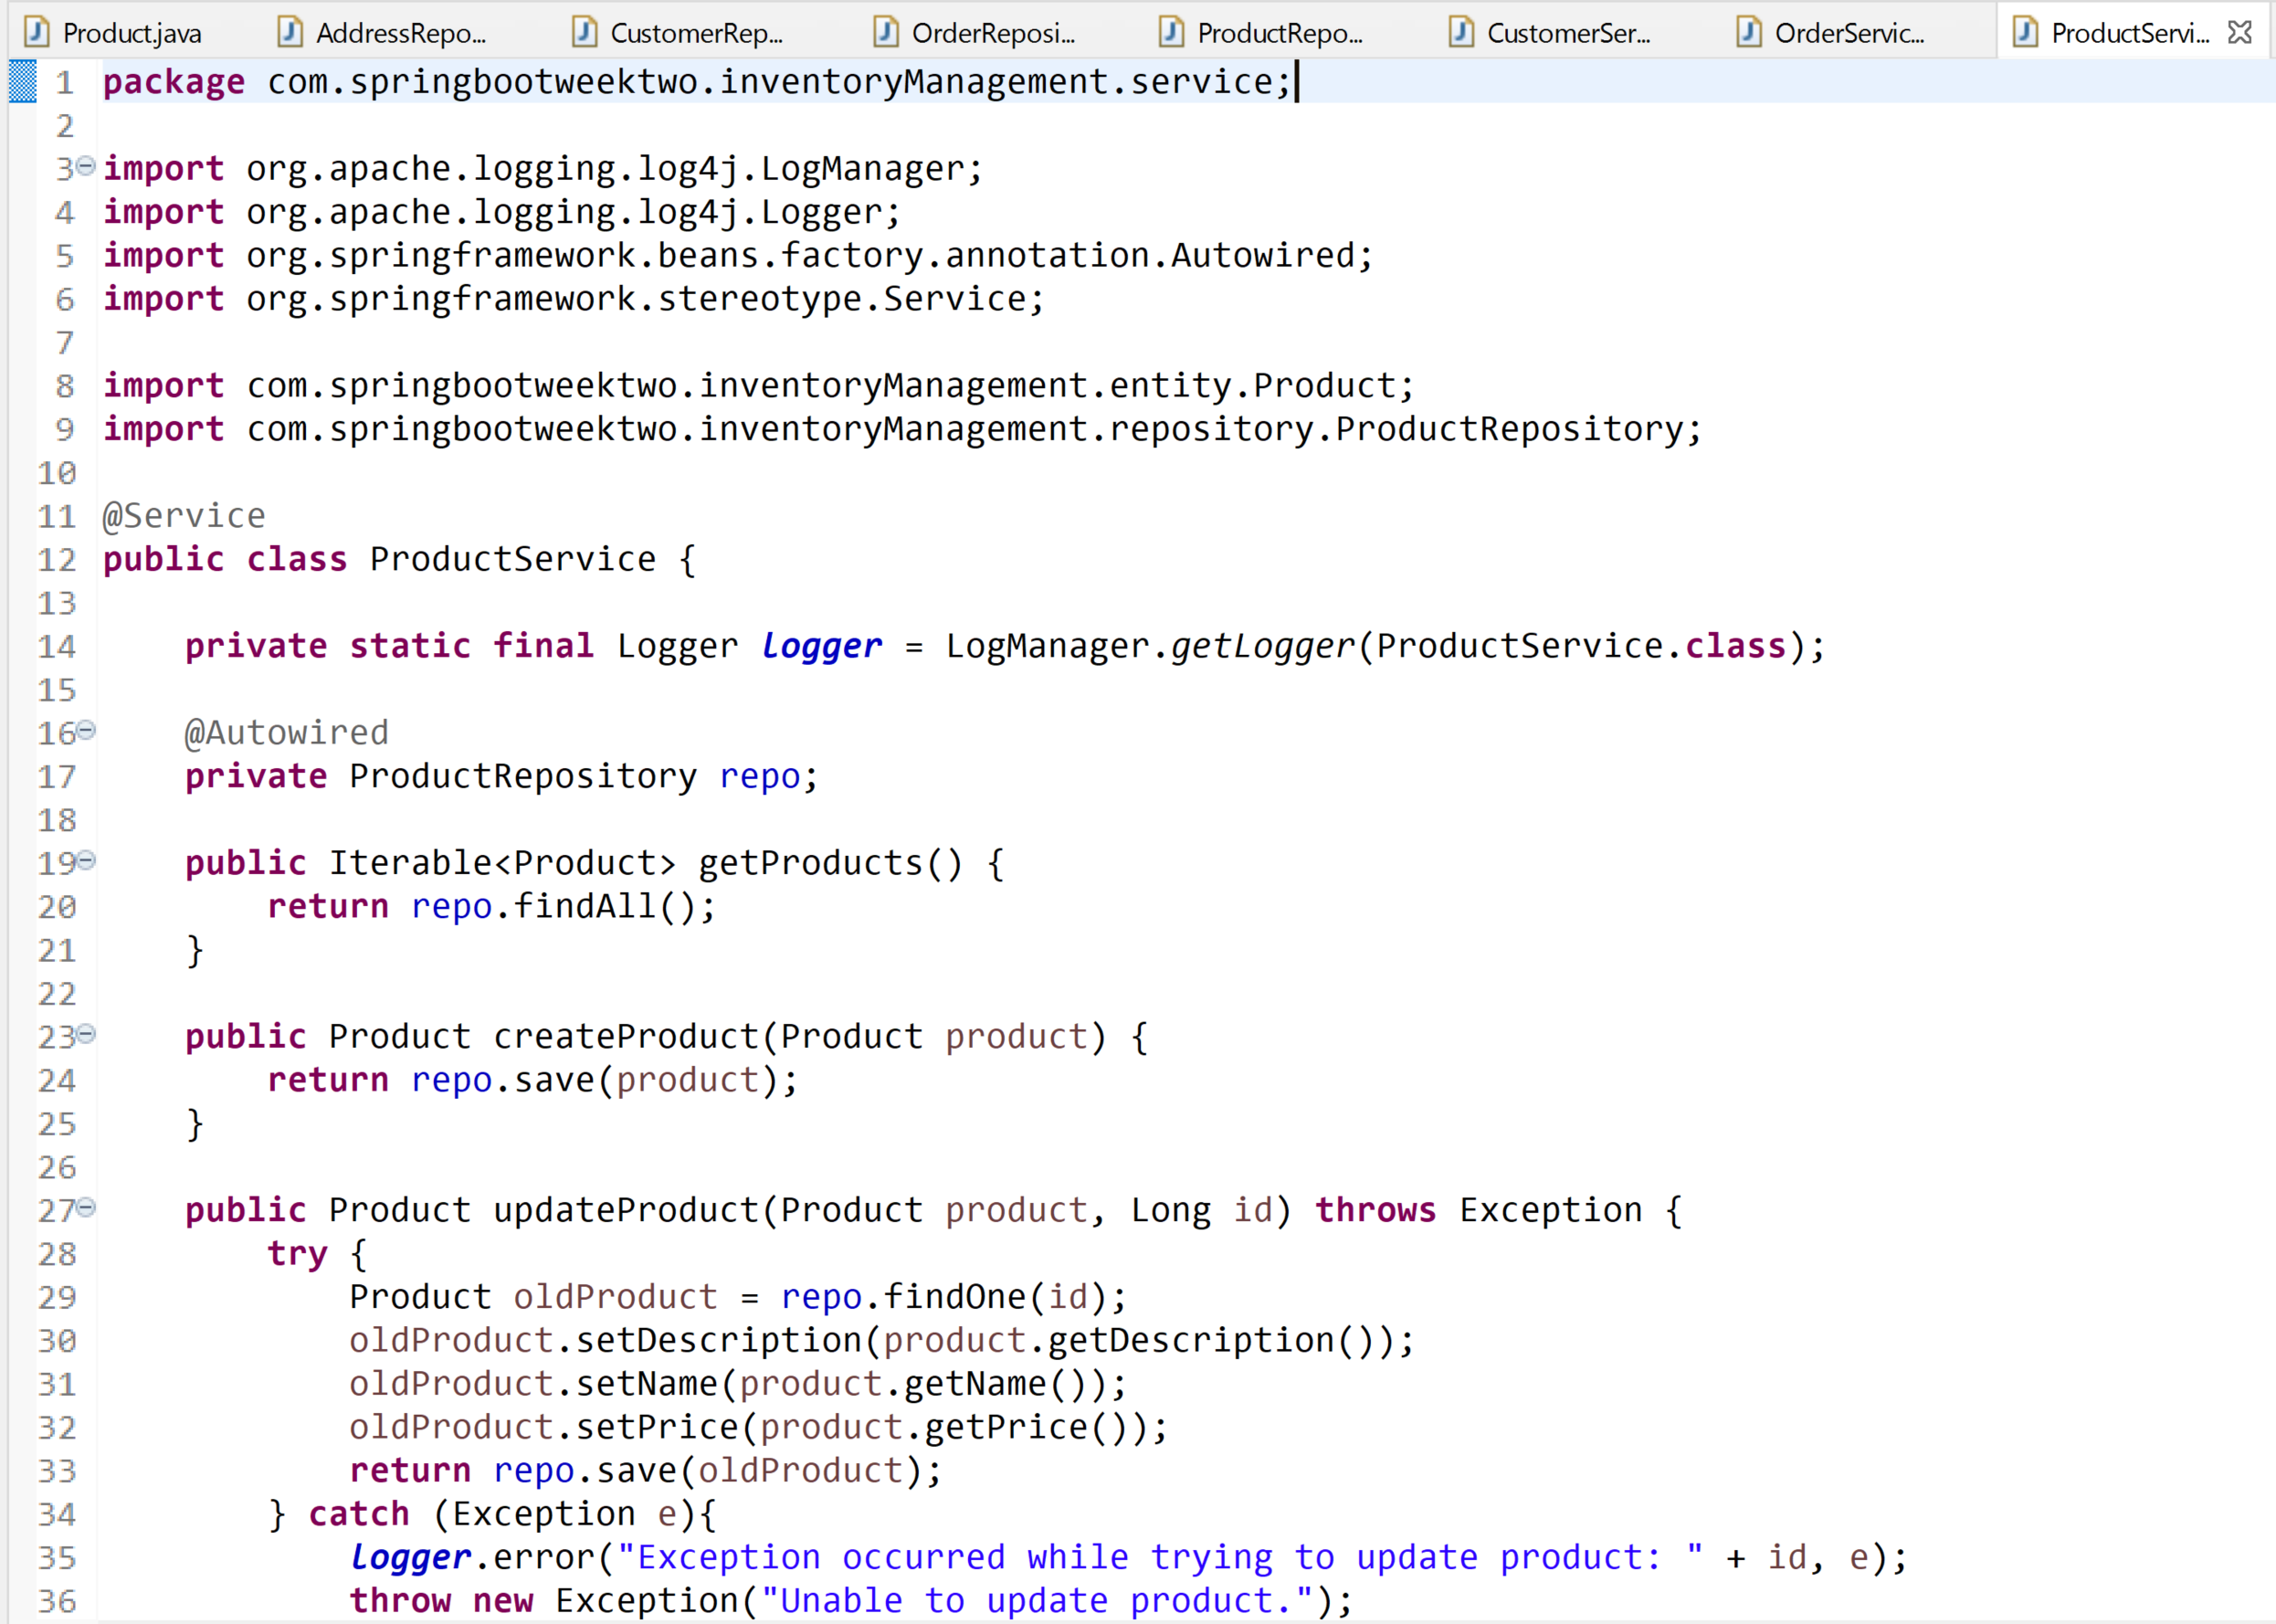 Product.java AddressRepo... CustomerRep... OrderReposi... ProductRepo... CustomerSer... OrderServic... ProductServi...
1 package com.springbootweektwo.inventoryManagement.service;
2
3 import org.apache.logging.log4j.LogManager;
4 import org.apache.logging.log4j.Logger;
5 import org.springframework.beans.factory.annotation.Autowired;
6 import org.springframework.stereotype.Service;
7
8 import com.springbootweektwo.inventoryManagement.entity.Product;
9 import com.springbootweektwo.inventoryManagement.repository.ProductRepository;
10
11 @Service
12 public class ProductService {
13
14     private static final Logger logger = LogManager.getLogger(ProductService.class);
15
16     @Autowired
17     private ProductRepository repo;
18
19     public Iterable<Product> getProducts() {
20         return repo.findAll();
21     }
22
23     public Product createProduct(Product product) {
24         return repo.save(product);
25     }
26
27     public Product updateProduct(Product product, Long id) throws Exception {
28         try {
29             Product oldProduct = repo.findOne(id);
30             oldProduct.setDescription(product.getDescription());
31             oldProduct.setName(product.getName());
32             oldProduct.setPrice(product.getPrice());
33             return repo.save(oldProduct);
34         } catch (Exception e){
35             logger.error("Exception occurred while trying to update product: " + id, e);
36             throw new Exception("Unable to update product.");